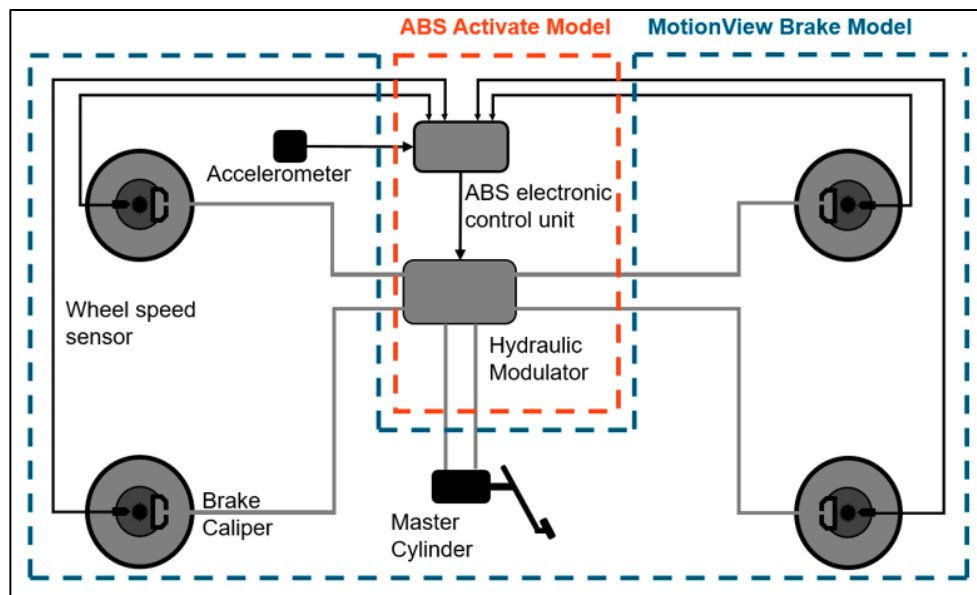 ABS Activate Model
MotionView Brake Model
Accelerometer
ABS electronic
control unit
Wheel speed
sensor
Hydraulic
Modulator
Brake
Caliper
Master
Cylinder